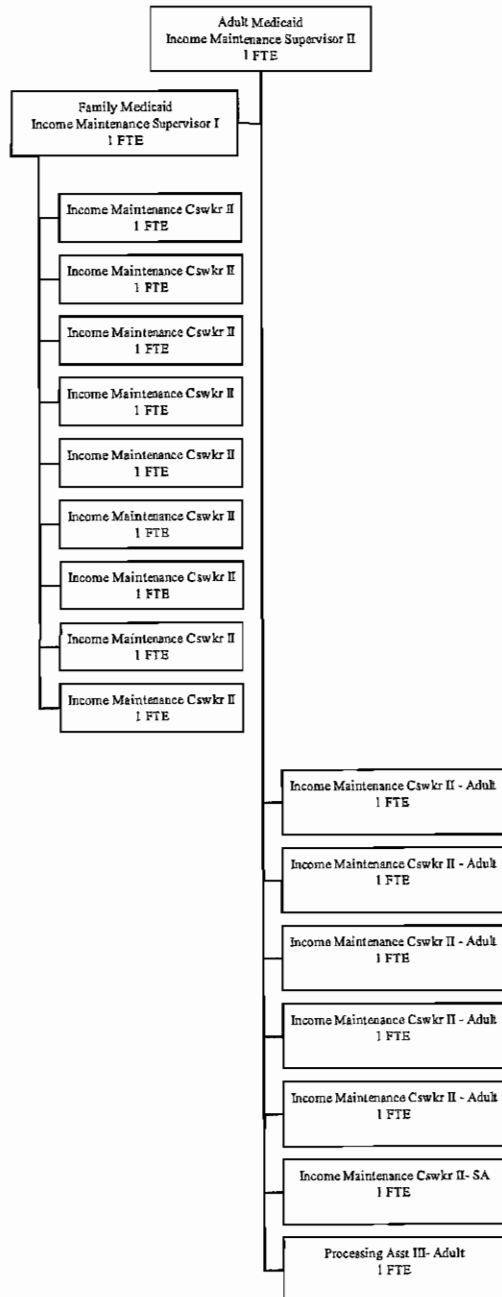 Adult Medicaid
Income Maintenance Supervisor II
1 FTE
Family Medicaid
Income Maintenance Supervisor I
1 FTE
Income Maintenance Cswkr II
1 FTE
Income Maintenance Cswkr II
1 FTE
Income Maintenance Cswkr II
1 FTE
Income Maintenance Cswkr II
1 FTE
Income Maintenance Cswkr II
1 FTE
Income Maintenance Cswkr II
1 FTE
Income Maintenance Cswkr II
1 FTE
Income Maintenance Cswkr II
1 FTE
Income Maintenance Cswkr II
1 FTE
Income Maintenance Cswkr II - Adult
1 FTE
Income Maintenance Cswkr II - Adult
1 FTE
Income Maintenance Cswkr II - Adult
1 FTE
Income Maintenance Cswkr II - Adult
1 FTE
Income Maintenance Cswkr II - Adult
1 FTE
Income Maintenance Cswkr II- SA
1 FTE
Processing Asst III- Adult
1 FTE